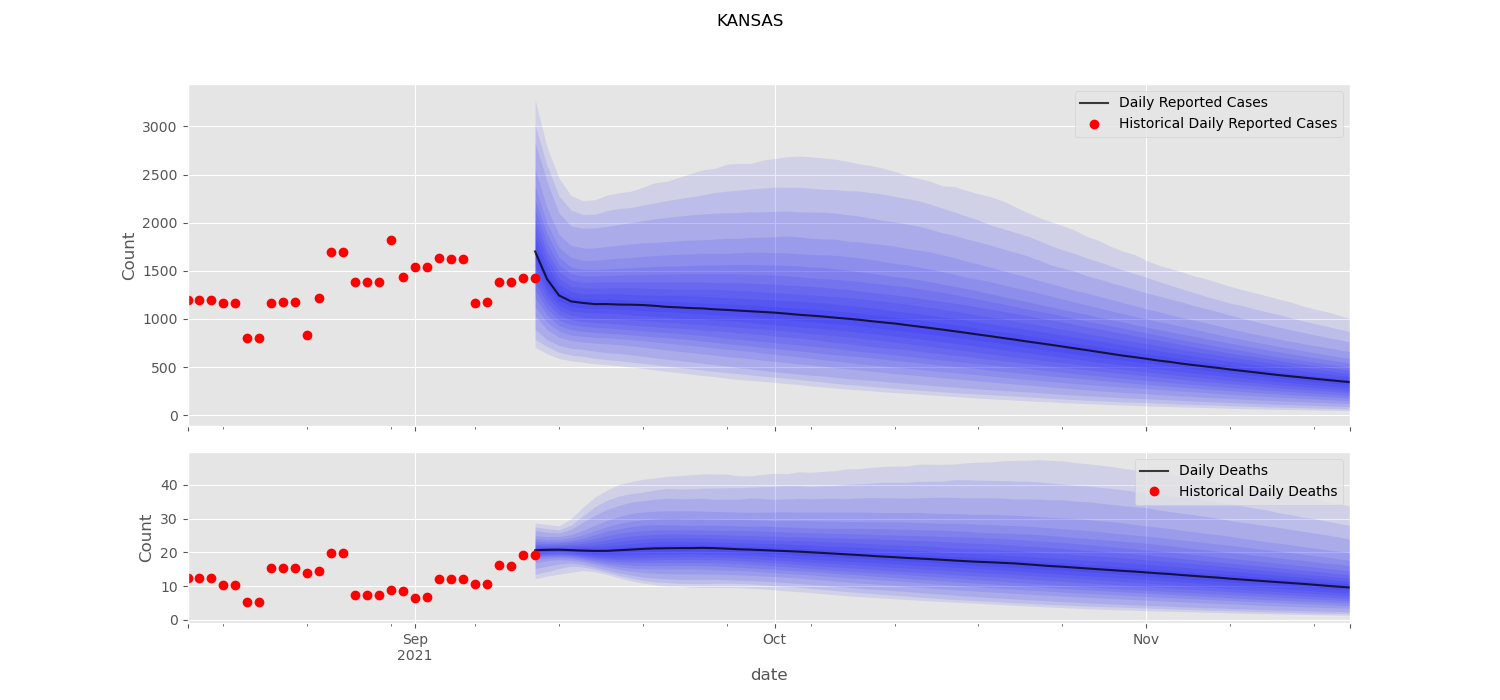 KANSAS
Daily Reported Cases
Historical Daily Reported Cases
3000
2500
2000
1500
1000
500
0
Count
Daily Deaths
Historical Daily Deaths
40
30
20
10
0
Count
Sep
2021
Oct
Nov
date